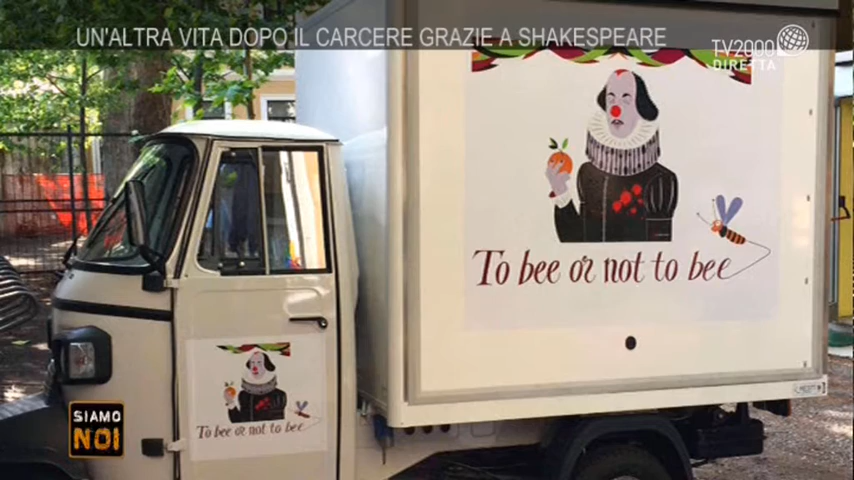 UN'ALTRA VITA DOPO IL CARCERE GRAZIE A SHAKESPEARE
TV2000
DIRETTA
To bee or not to bee
To bee or not to bee
SIAMO
NOI